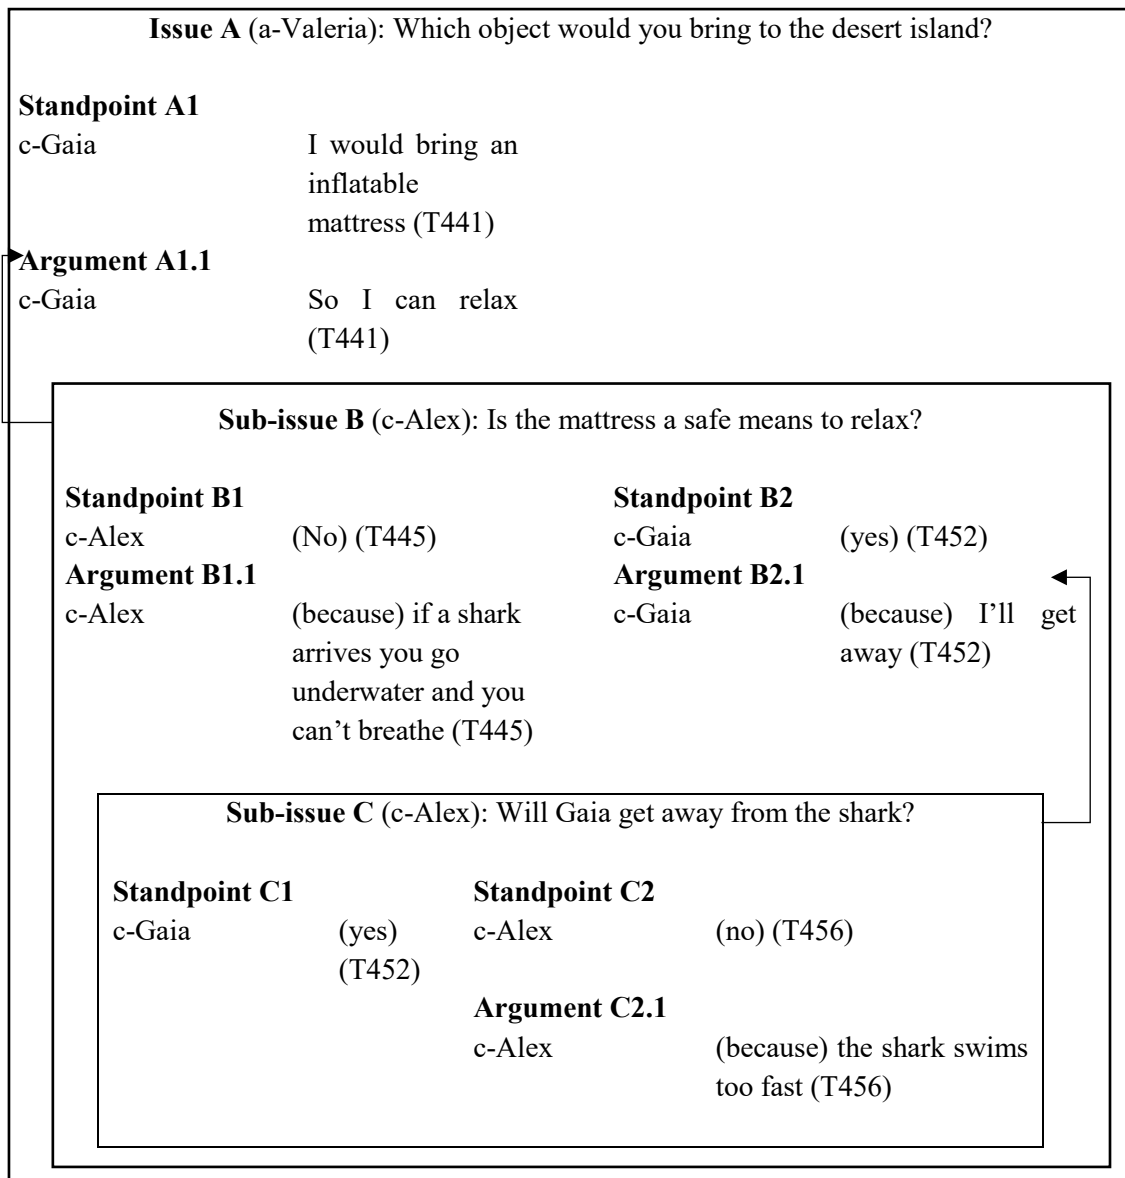 Issue A (a-Valeria): Which object would you bring to the desert island?
Standpoint A1
c-Gaia I would bring an
inflatable
mattress (T441)
Argument A1.1
c-Gaia So I can relax
(T441)
Sub-issue B (c-Alex): Is the mattress a safe means to relax?
Standpoint B1
c-Alex (No) (T445)
Argument B1.1
c-Alex (because) if a shark
arrives you go
underwater and you
can’t breathe (T445)
Standpoint B2
c-Gaia (yes) (T452)
Argument B2.1
c-Gaia (because) I’ll get
away (T452)
Sub-issue C (c-Alex): Will Gaia get away from the shark?
Standpoint C1
c-Gaia (yes)
(T452)
Standpoint C2
c-Alex (no) (T456)
Argument C2.1
c-Alex (because) the shark swims
too fast (T456)